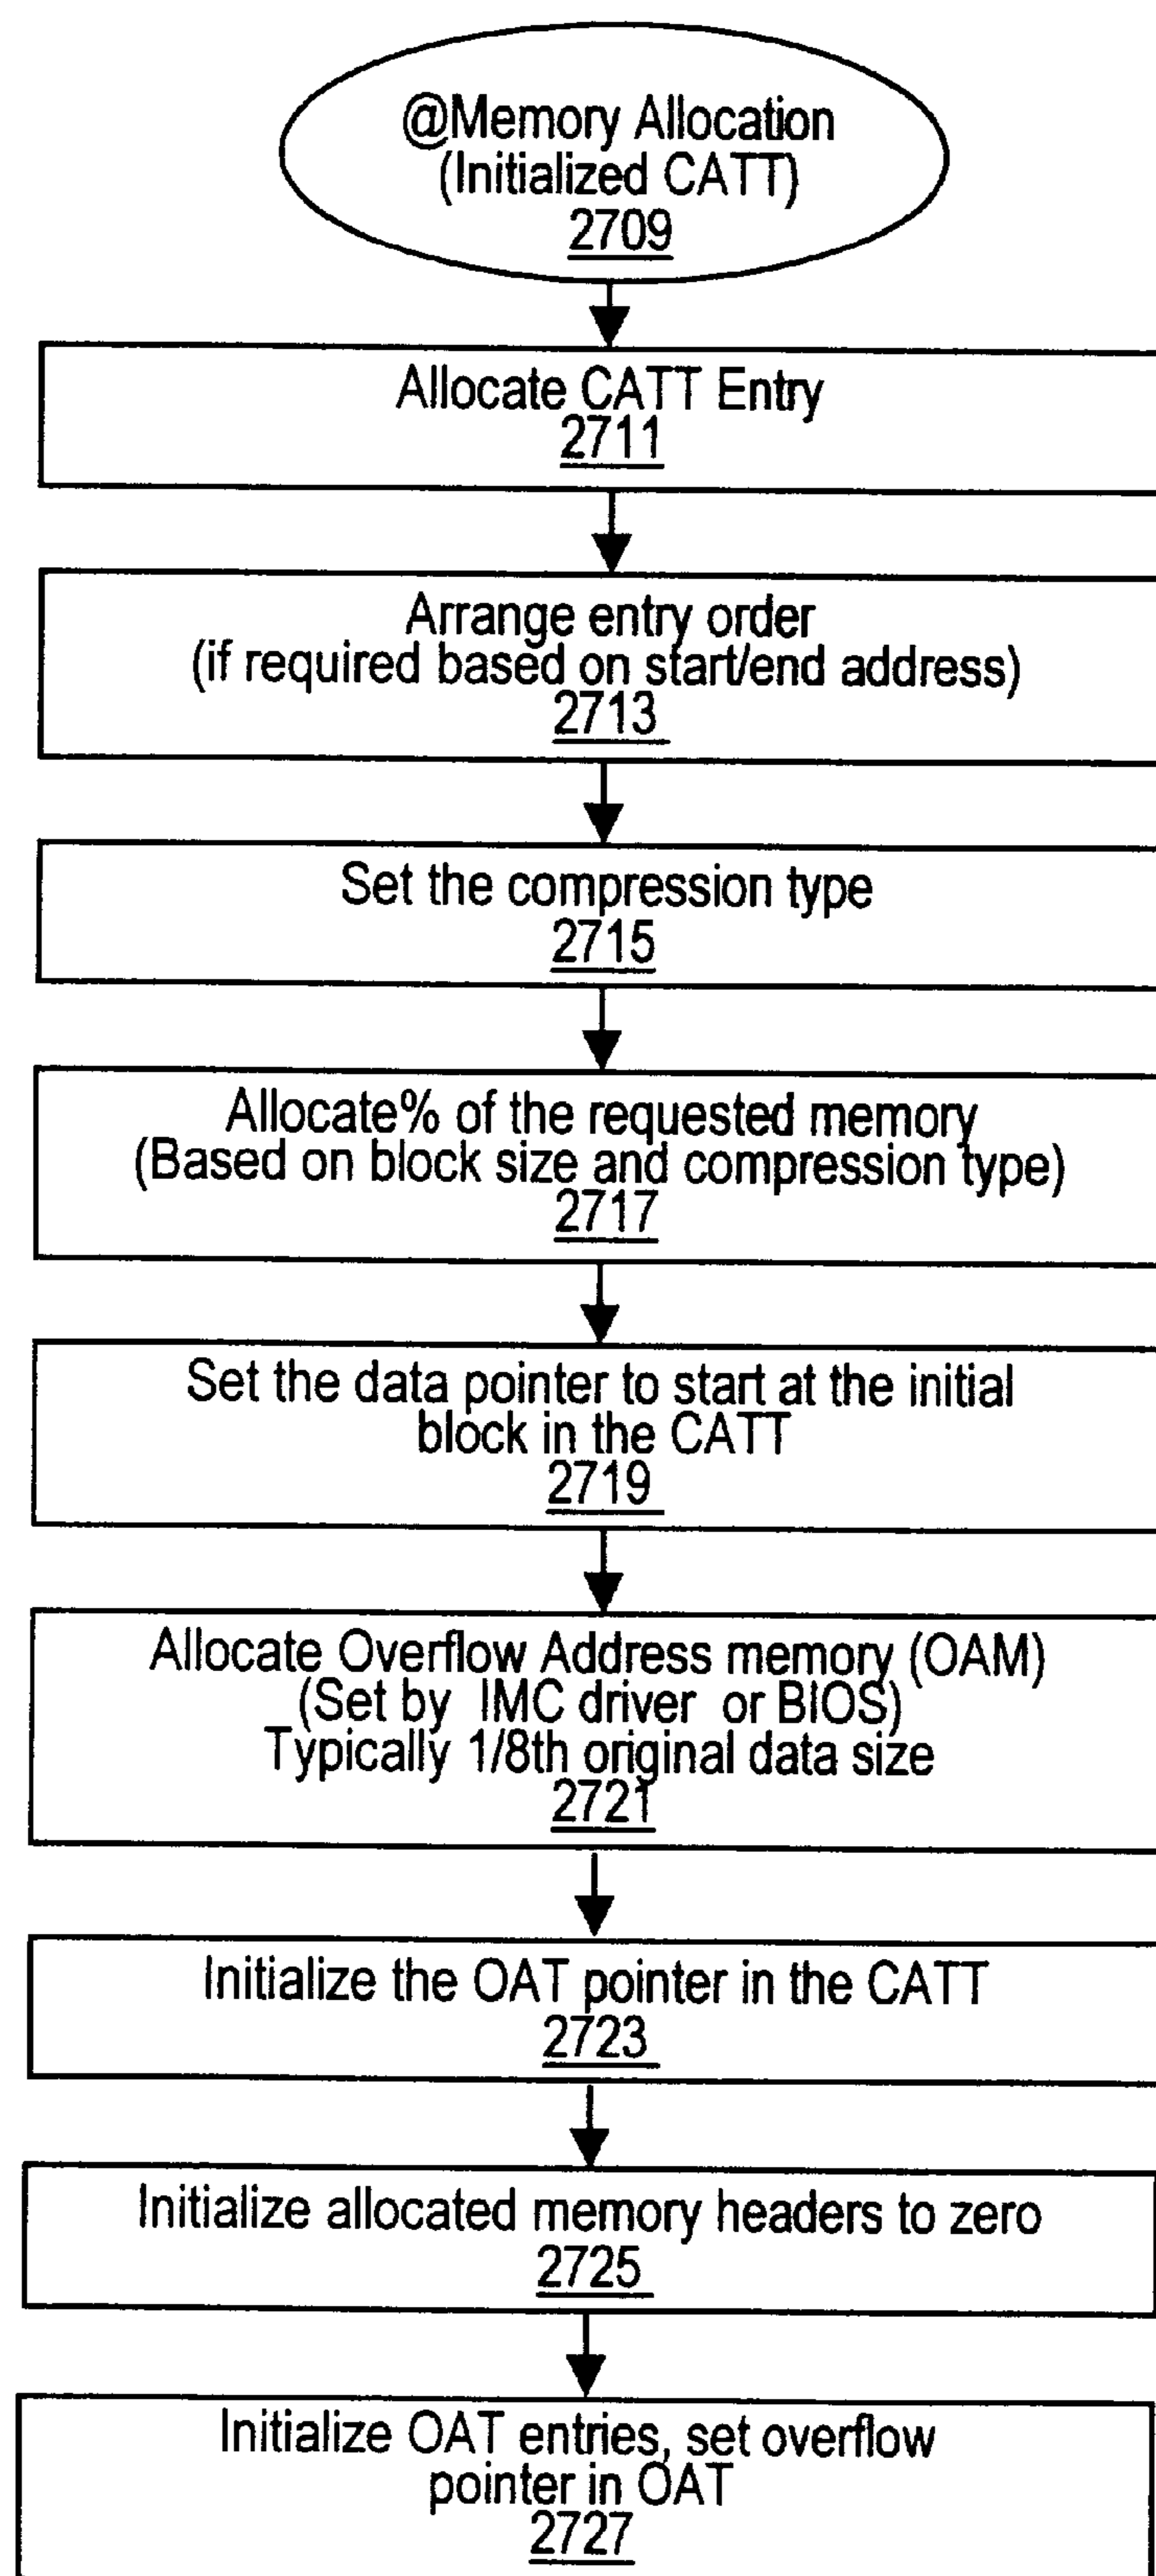 @Memory Allocation
(Initialized CATT)
2709
Allocate CATT Entry
2711
Arrange entry order
(if required based on start/end address)
2713
Set the compression type
2715
Allocate% of the requested memory
(Based on block size and compression type)
2717
Set the data pointer to start at the initial
block in the CATT
2719
Allocate Overflow Address memory (OAM)
(Set by IMC driver or BIOS)
Typically 1/8th original data size
2721
Initialize the OAT pointer in the CATT
2723
Initialize allocated memory headers to zero
2725
Initialize OAT entries, set overflow
pointer in OAT
2727